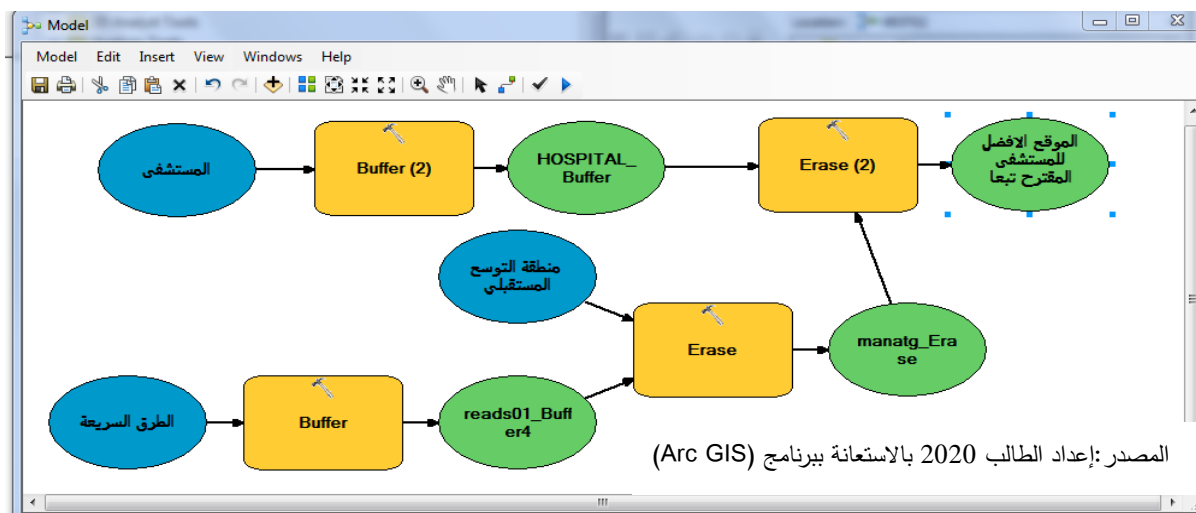 Model
Model Edit Insert View Windows Help
المستشفى
Buffer (2)
HOSPITAL_
Buffer
Erase (2)
الموقع الافضل
للمستشفى
المقترح تبعا
منطقة التوسح
المستقبلي
Erase
manatg_Era
se
الطرق السريعة
Buffer
reads01_Buff
er4
المصدر :إعداد الطالب 2020 بالاستعانة ببرنامج (Arc GIS)